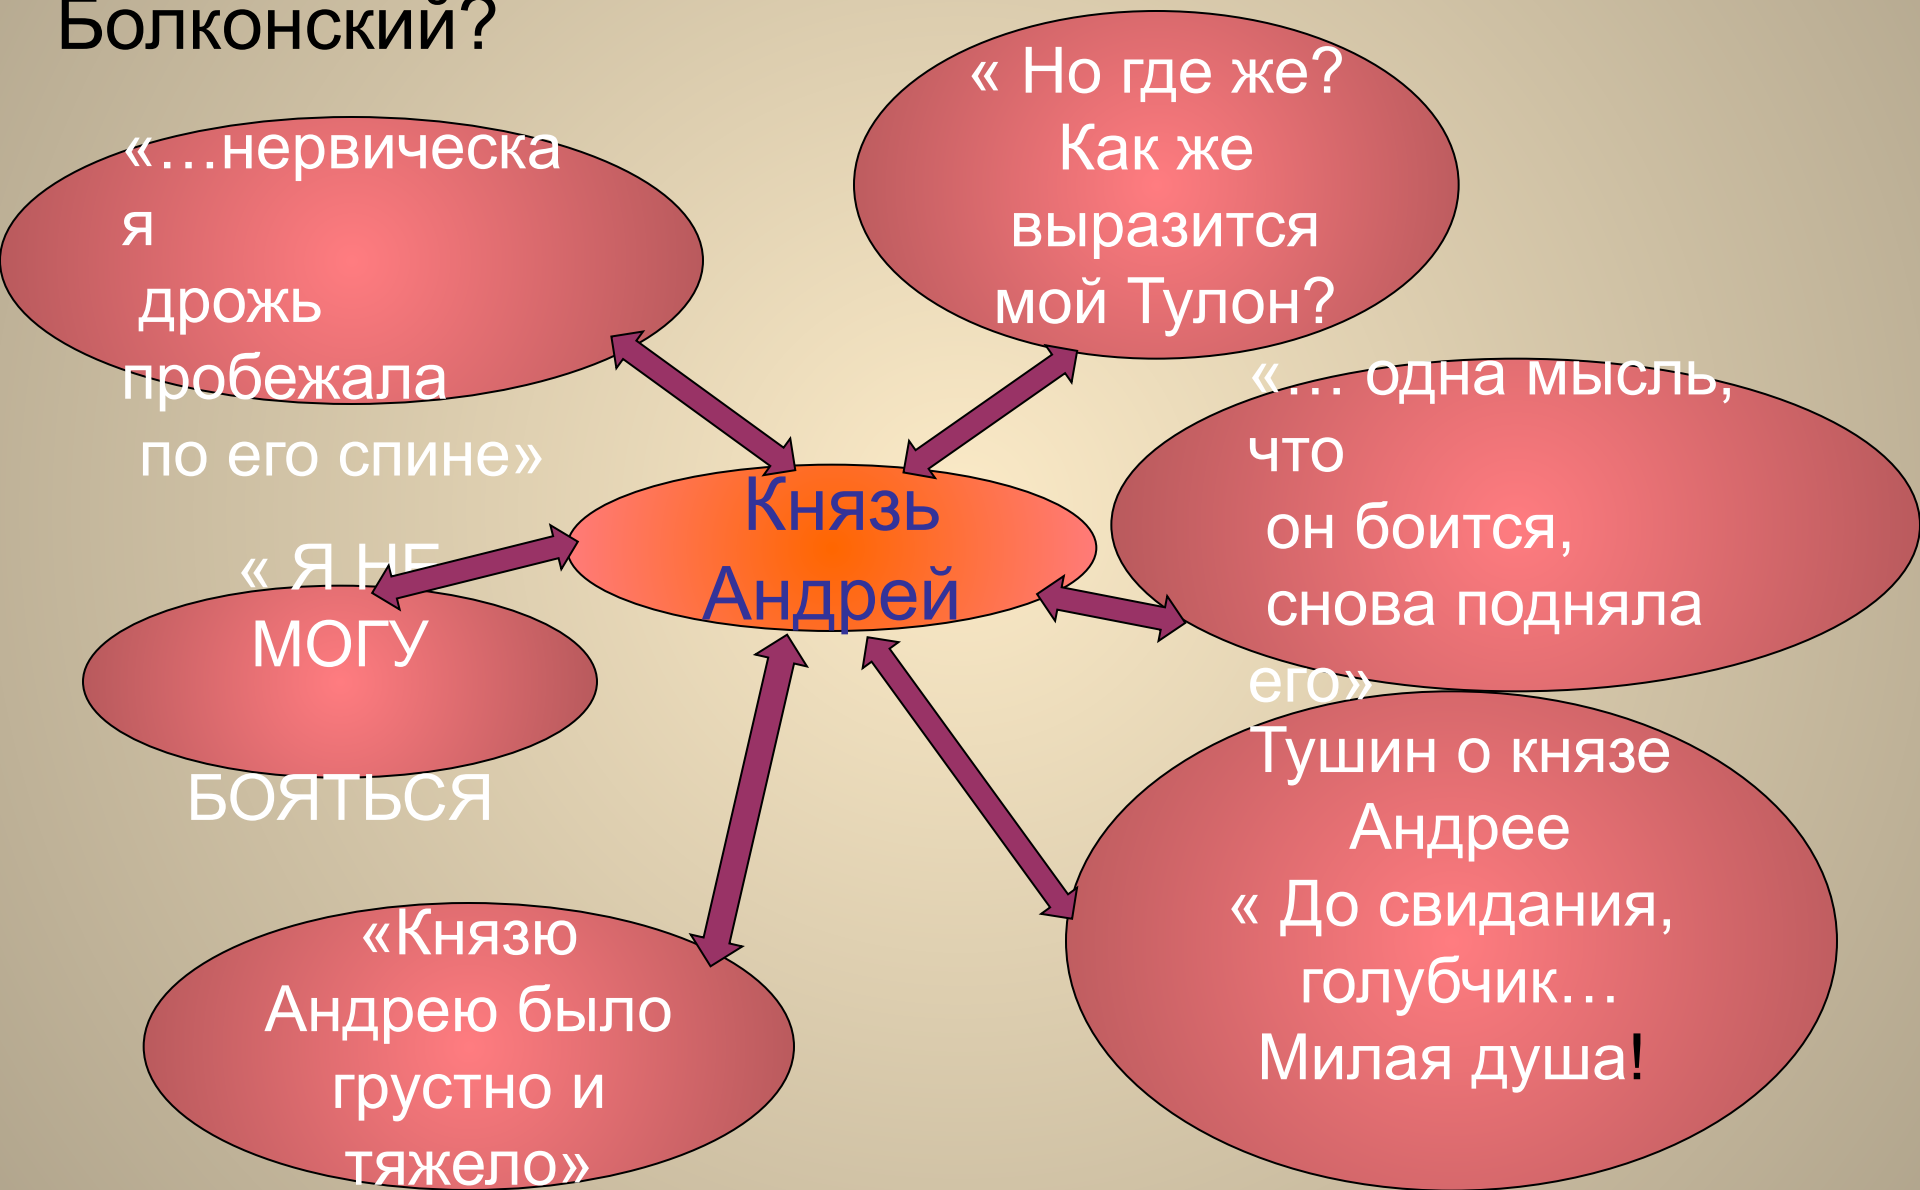 Болконский?
«…нервическа
я
дрожь
пробежала
по его спине»
« Но где же?
Как же
выразится
мой Тулон?
«… одна мысль,
что
он боится,
снова подняла
его»
Князь
Андрей
« Я НЕ
МОГУ
БОЯТЬСЯ
Тушин о князе
Андрее
« До свидания,
голубчик…
Милая душа!
«Князю
Андрею было
грустно и
тяжело»